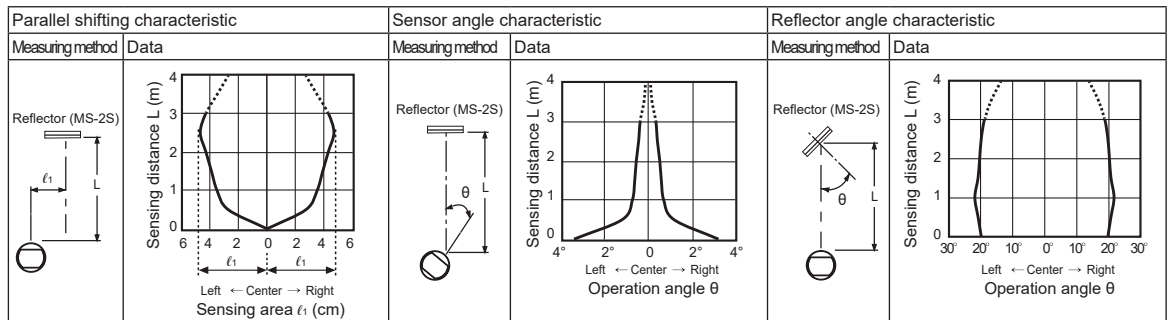 Parallel shifting characteristic
Measuring method Data
Reflector (MS-2S)
ℓ1
L
Sensing distance L (m)
4
3
2
1
0
6 4 2 0 2 4 6
ℓ1 ℓ1
Left ← Center → Right
Sensing area ℓ1 (cm)
Sensor angle characteristic
Measuring method Data
Reflector (MS-2S)
θ
L
Sensing distance L (m)
4
3
2
1
0
4° 2 0 2° 4°
Left ← Center → Right
Operation angle θ
Reflector angle characteristic
Measuring method Data
Reflector (MS-2S)
θ
L
Sensing distance L (m)
4
3
2
1
0
30° 20° 10° 0° 10° 20° 30°
Left ← Center → Right
Operation angle θ